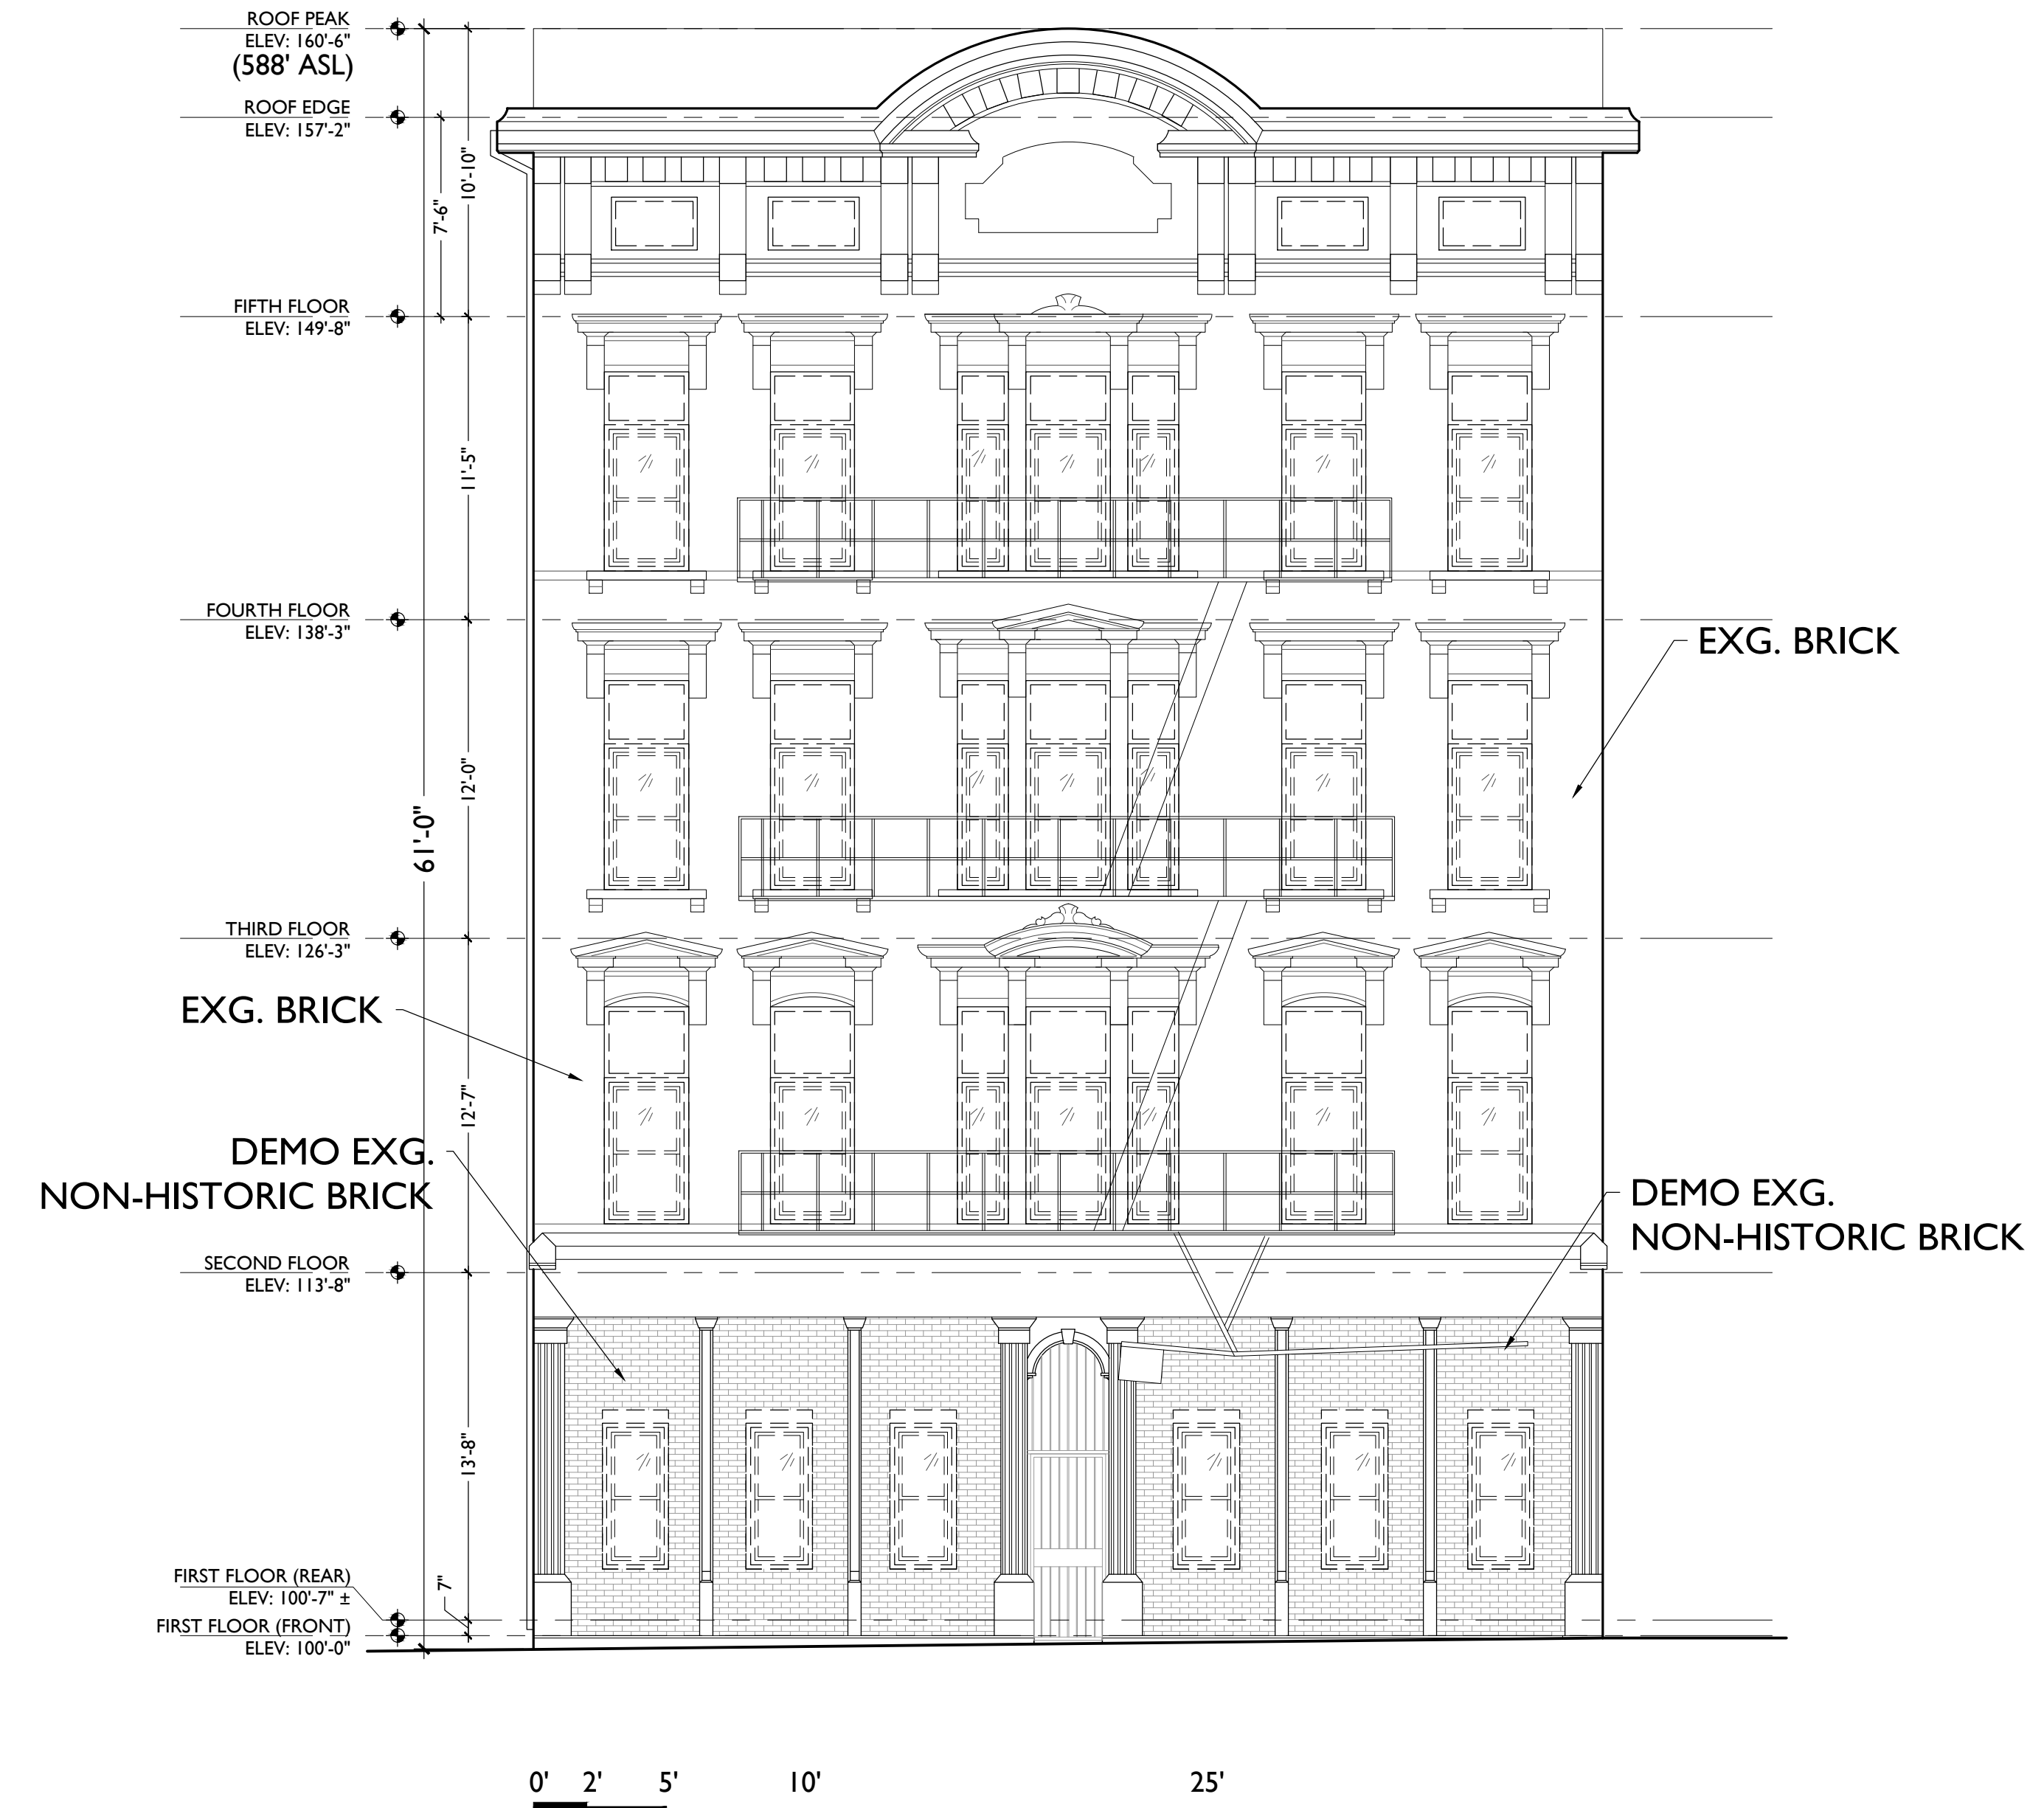 ROOF PEAK
ELEV: 160'-6"
(588' ASL)
ROOF EDGE
ELEV: 157'-2"
10'-10"
7'-6"
FIFTH FLOOR
ELEV: 149'-8"
11'-5"
FOURTH FLOOR
ELEV: 138'-3"
EXG. BRICK
12'-0"
61'-0"
THIRD FLOOR
ELEV: 126'-3"
EXG. BRICK
12'-7"
DEMO EXG.
NON-HISTORIC BRICK
DEMO EXG.
NON-HISTORIC BRICK
SECOND FLOOR
ELEV: 113'-8"
13'-8"
FIRST FLOOR (REAR)
ELEV: 100'-7" ±
7"
FIRST FLOOR (FRONT)
ELEV: 100'-0"
0' 2' 5' 10' 25'